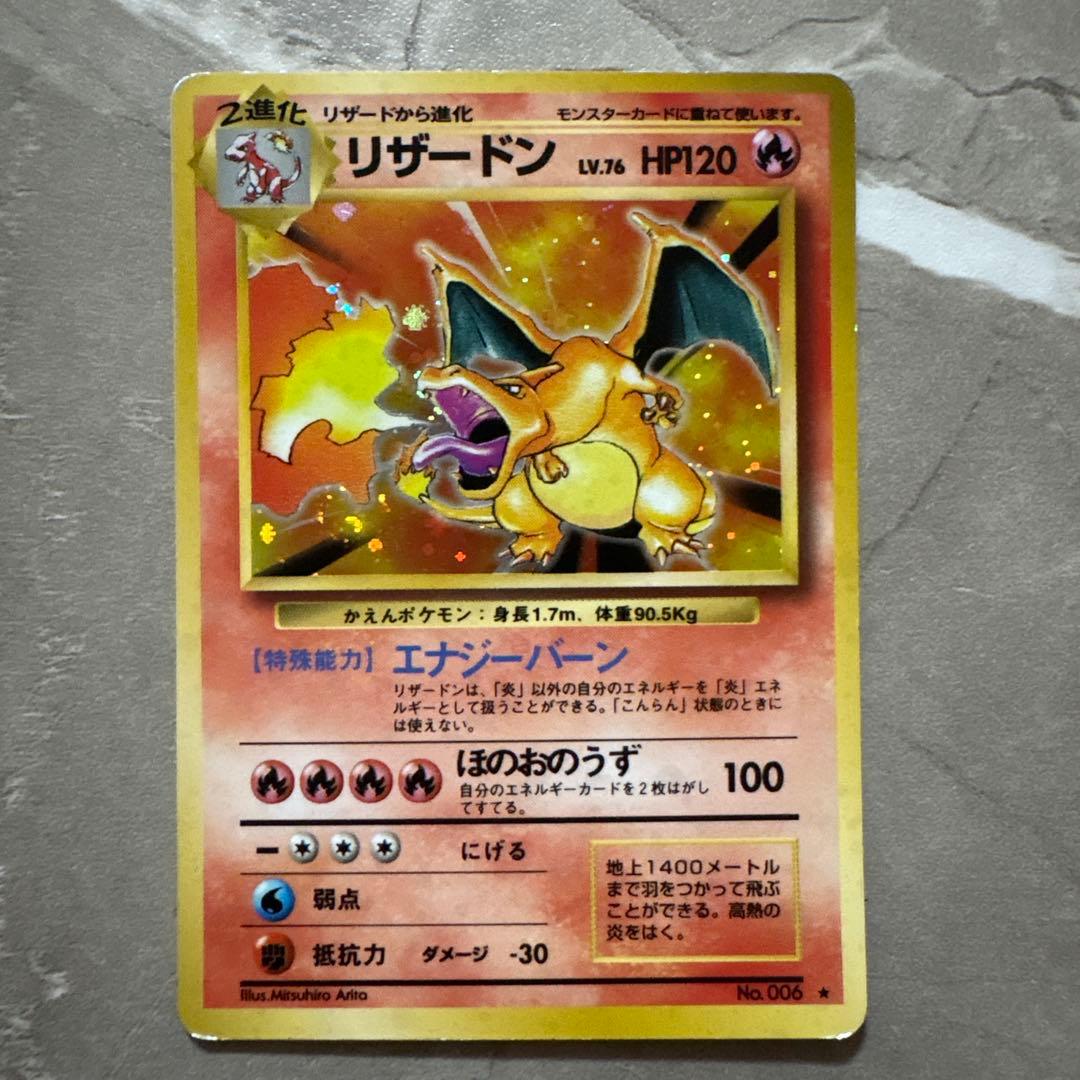 2進化
リザードから進化
モンスターカードに重ねて使います。
リザードン LV.76 HP120
かえんポケモン：身長1.7m、体重90.5Kg
【特殊能力】エナジーバーン
リザードンは、「炎」以外の自分のエネルギーを「炎」エネ
ルギーとして扱うことができる。「こんらん」状態のときに
は使えない。
ほのおのうず 100
自分のエネルギーカードを2枚はがし
てすてる。
にげる
弱点
抵抗力 ダメージ -30
地上1400メートル
まで羽をつかって飛ぶ
ことができる。高熱の
炎をはく。
Illus.Mitsuhiro Arita
No.006 ★